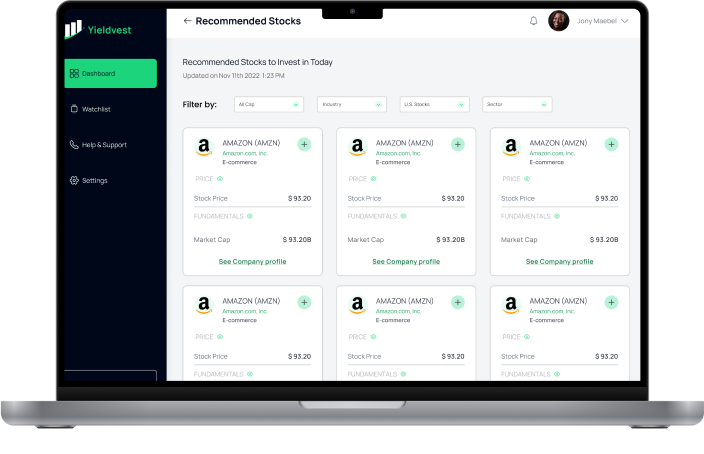 Yieldvest
Dashboard
Watchlist
Help & Support
Settings
← Recommended Stocks
Jony Maebel
Recommended Stocks to Invest in Today
Updated on Nov 11th 2022 1:23 PM
Filter by: All Cap Industry U.S. Stocks Sector
AMAZON (AMZN) AMAZON (AMZN) AMAZON (AMZN)
Amazon.com, Inc. Amazon.com, Inc. Amazon.com, Inc.
E-commerce E-commerce E-commerce
PRICE PRICE PRICE
Stock Price $ 93.20 Stock Price $ 93.20 Stock Price $ 93.20
FUNDAMENTALS FUNDAMENTALS FUNDAMENTALS
Market Cap $ 93.20B Market Cap $ 93.20B Market Cap $ 93.20B
See Company profile See Company profile See Company profile
AMAZON (AMZN) AMAZON (AMZN) AMAZON (AMZN)
Amazon.com, Inc. Amazon.com, Inc. Amazon.com, Inc.
E-commerce E-commerce E-commerce
PRICE PRICE PRICE
Stock Price $ 93.20 Stock Price $ 93.20 Stock Price $ 93.20
FUNDAMENTALS FUNDAMENTALS FUNDAMENTALS